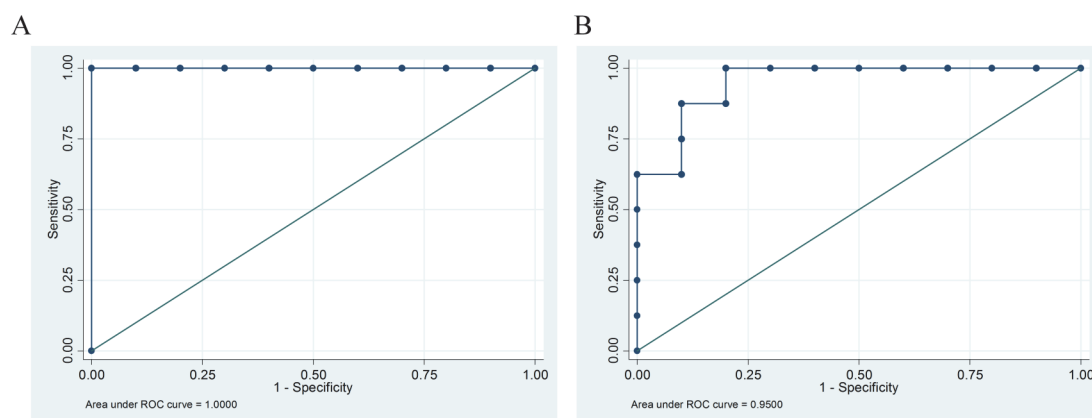 A
Sensitivity
1.00
0.75
0.50
0.25
0.00
0.00 0.25 0.50 0.75 1.00
1 - Specificity
Area under ROC curve = 1.0000
B
Sensitivity
1.00
0.75
0.50
0.25
0.00
0.00 0.25 0.50 0.75 1.00
1 - Specificity
Area under ROC curve = 0.9500